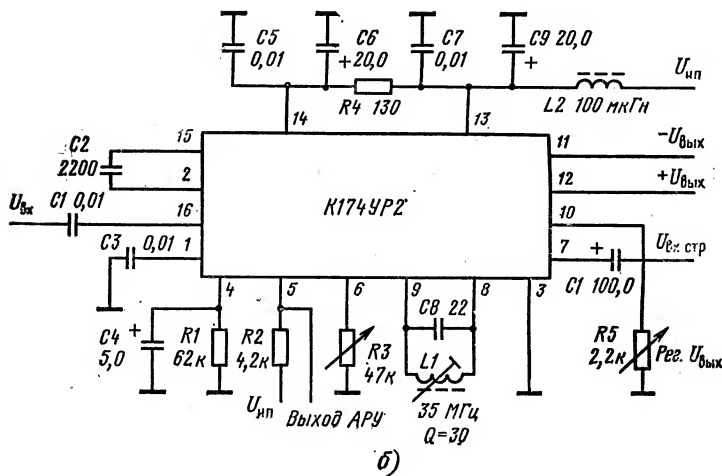 C5
0,01
C6
+ 20,0
C7
0,01
C9 20,0
+
R4 130
L2 100 мкГн
Uип
14
13
15
C2
2200
2
Uвх
C1 0,01
16
C3
0,01
1
К174УР2
11
−Uвых
12
+Uвых
10
7
+
Uвх стр
C1 100,0
4
5
6
9
8
3
C4
5,0
+
R1
62к
R2
4,2к
R3
47к
C8 22
L1
35 МГц
Q=30
R5
2,2к
Рег. Uвых
Uип
Выход АРУ
б)